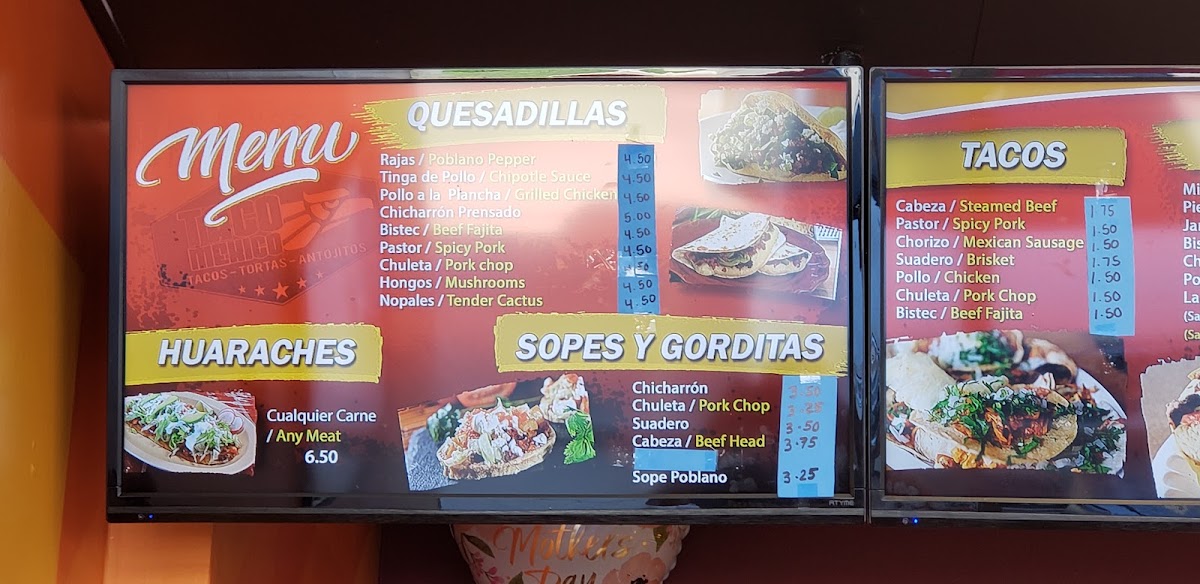 Menu
TACO
MEXICO
TACOS - TORTAS - ANTOJITOS
QUESADILLAS
Rajas / Poblano Pepper 4.50
Tinga de Pollo / Chipotle Sauce 4.50
Pollo a la Plancha / Grilled Chicken 4.50
Chicharrón Prensado 5.00
Bistec / Beef Fajita 4.50
Pastor / Spicy Pork 4.50
Chuleta / Pork chop 4.50
Hongos / Mushrooms 4.50
Nopales / Tender Cactus 4.50
HUARACHES
Cualquier Carne
/ Any Meat
6.50
SOPES Y GORDITAS
Chicharrón 3.50
Chuleta / Pork Chop 3.25
Suadero 3.50
Cabeza / Beef Head 3.75
Sope Poblano 3.25
TACOS
Cabeza / Steamed Beef 1.75
Pastor / Spicy Pork 1.50
Chorizo / Mexican Sausage 1.50
Suadero / Brisket 1.75
Pollo / Chicken 1.50
Chuleta / Pork Chop 1.50
Bistec / Beef Fajita 1.50
ATYME
Mothers
Day